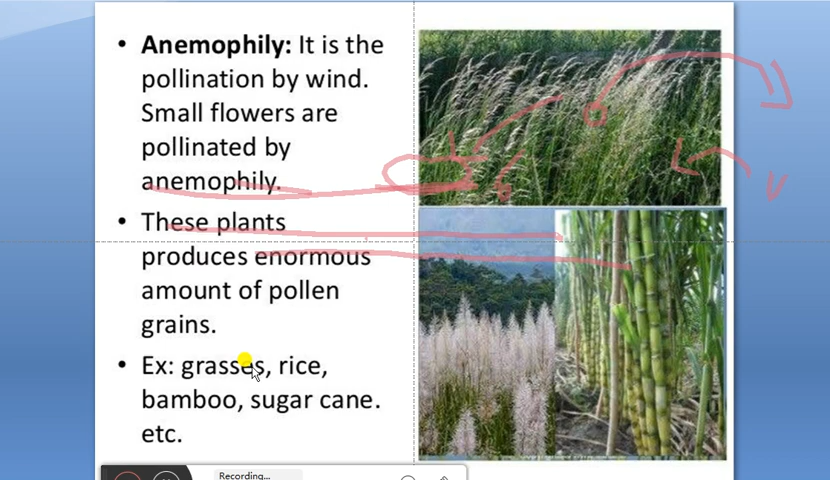 • Anemophily: It is the
pollination by wind.
Small flowers are
pollinated by
anemophily.
• These plants
produces enormous
amount of pollen
grains.
• Ex: grasses, rice,
bamboo, sugar cane.
etc.
Recording...